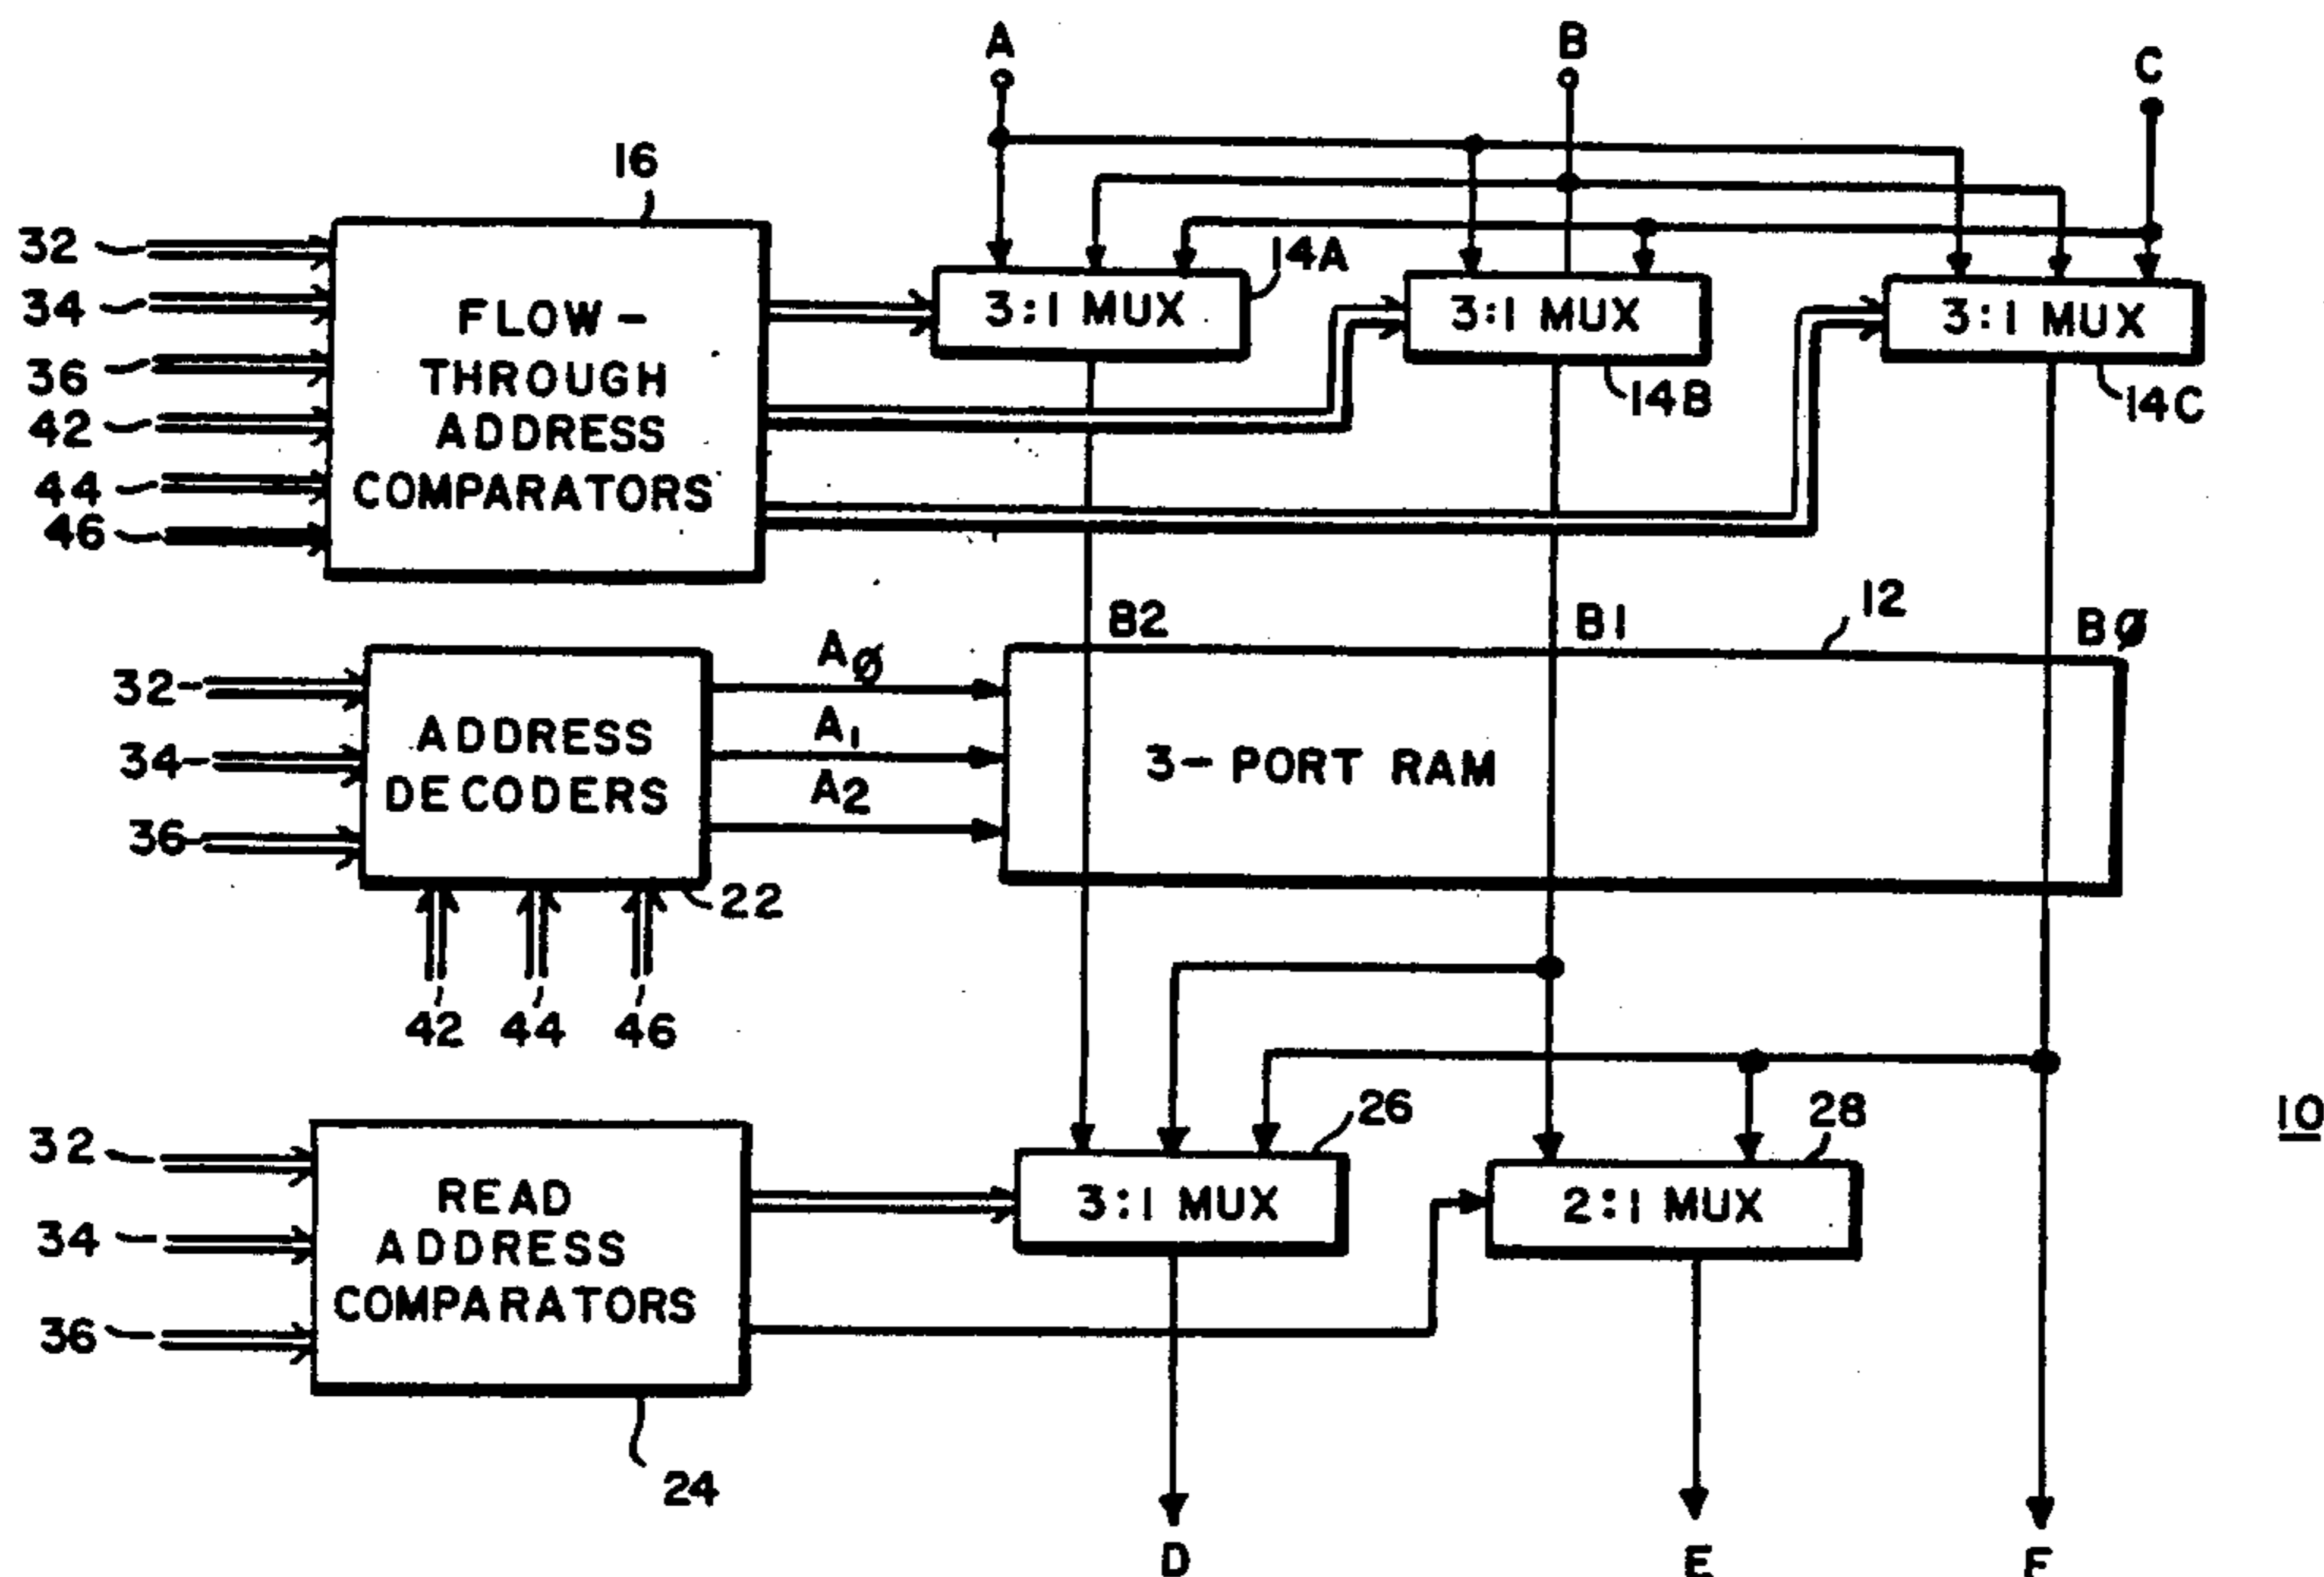 A
B
C
16
32
34
36
42
44
46
FLOW-
THROUGH
ADDRESS
COMPARATORS
3:1 MUX
14A
3:1 MUX
14B
3:1 MUX
14C
B2
B1
BØ
12
32
34
36
ADDRESS
DECODERS
AØ
A1
A2
3-PORT RAM
22
42 44 46
32
34
36
READ
ADDRESS
COMPARATORS
24
3:1 MUX
26
2:1 MUX
28
10
D
E
F